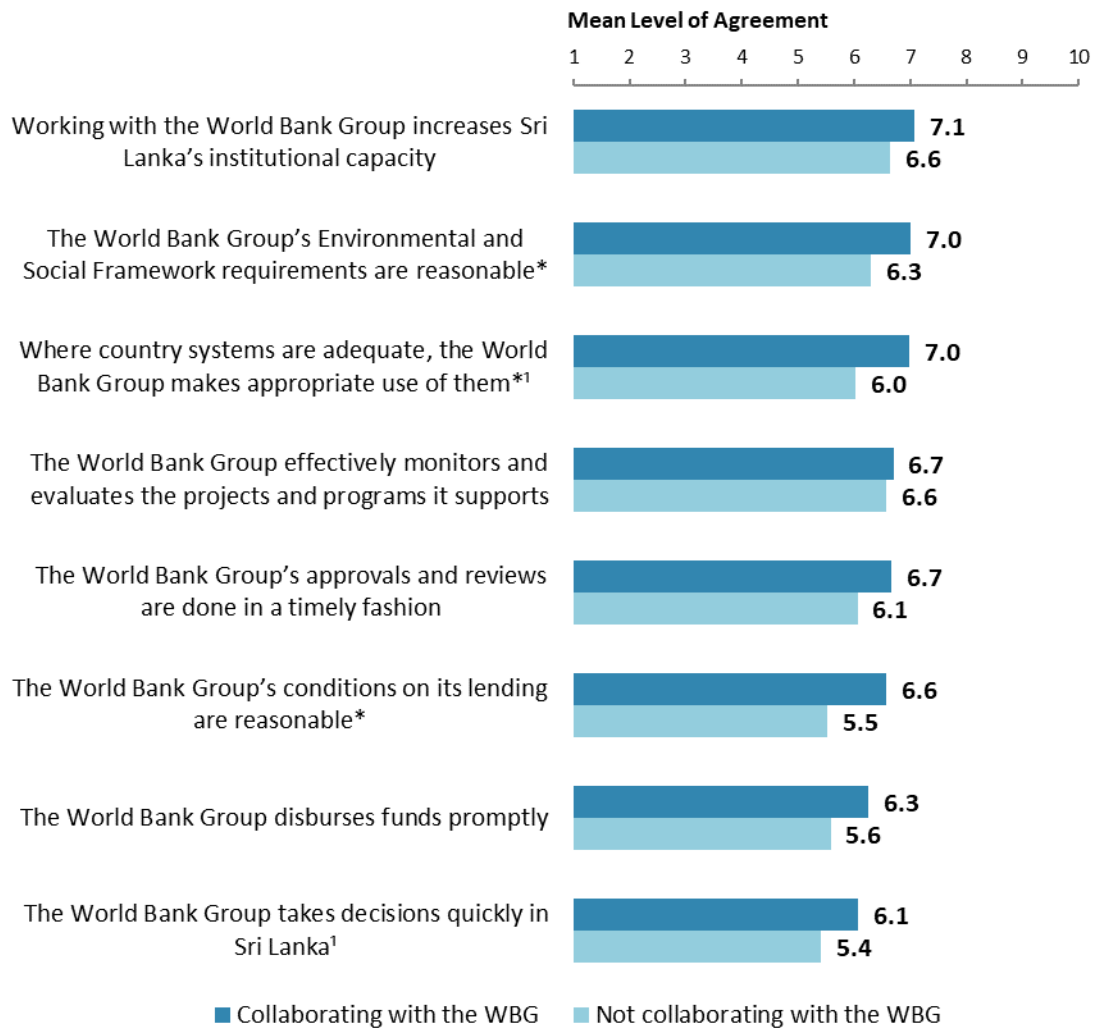 Mean Level of Agreement
1 2 3 4 5 6 7 8 9 10
Working with the World Bank Group increases Sri
Lanka’s institutional capacity
7.1
6.6
The World Bank Group’s Environmental and
Social Framework requirements are reasonable*
7.0
6.3
Where country systems are adequate, the World
Bank Group makes appropriate use of them*¹
7.0
6.0
The World Bank Group effectively monitors and
evaluates the projects and programs it supports
6.7
6.6
The World Bank Group’s approvals and reviews
are done in a timely fashion
6.7
6.1
The World Bank Group’s conditions on its lending
are reasonable*
6.6
5.5
The World Bank Group disburses funds promptly
6.3
5.6
The World Bank Group takes decisions quickly in
Sri Lanka¹
6.1
5.4
Collaborating with the WBG Not collaborating with the WBG